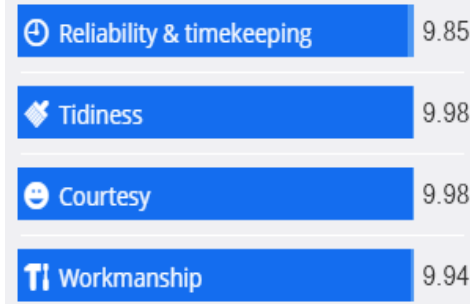 Reliability & timekeeping 9.85
Tidiness 9.98
Courtesy 9.98
Workmanship 9.94